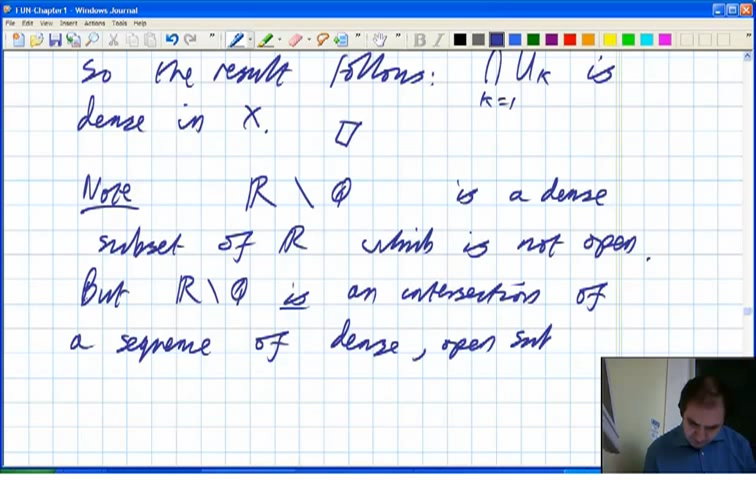 FUN-Chapter1 - Windows Journal
File Edit View Insert Actions Tools Help
So the result follows: ⋂ U_k is
k=1
dense in X. □
Note ℝ \ ℚ is a dense
subset of ℝ which is not open.
But ℝ \ ℚ is an intersection of
a sequence of dense, open sub